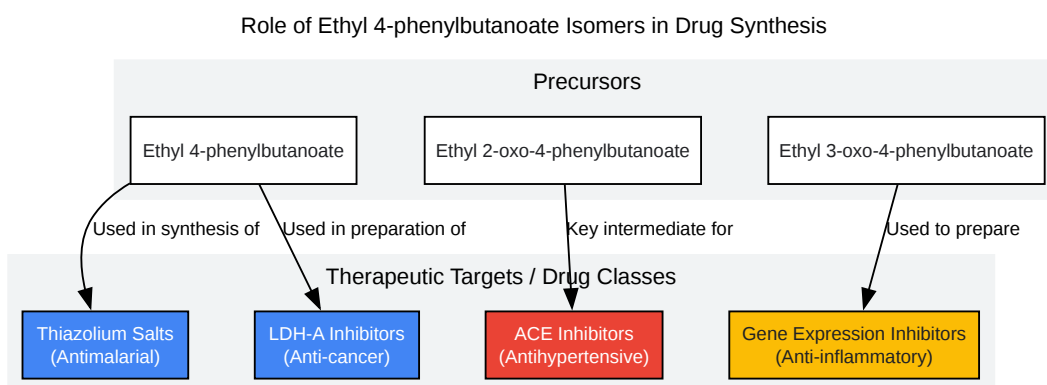 Role of Ethyl 4-phenylbutanoate Isomers in Drug Synthesis
Precursors
Ethyl 4-phenylbutanoate
Ethyl 2-oxo-4-phenylbutanoate
Ethyl 3-oxo-4-phenylbutanoate
Used in synthesis of
Used in preparation of
Key intermediate for
Used to prepare
Therapeutic Targets / Drug Classes
Thiazolium Salts
(Antimalarial)
LDH-A Inhibitors
(Anti-cancer)
ACE Inhibitors
(Antihypertensive)
Gene Expression Inhibitors
(Anti-inflammatory)